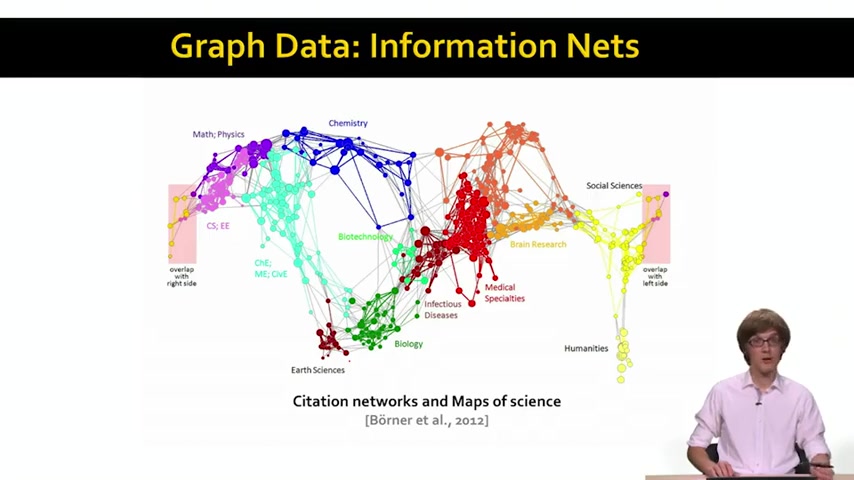 Graph Data: Information Nets
Chemistry
Math; Physics
Social Sciences
CS; EE
Biotechnology
Brain Research
overlap
with
right side
ChE;
ME; CivE
overlap
with
left side
Medical
Specialties
Infectious
Diseases
Biology
Humanities
Earth Sciences
Citation networks and Maps of science
[Börner et al., 2012]